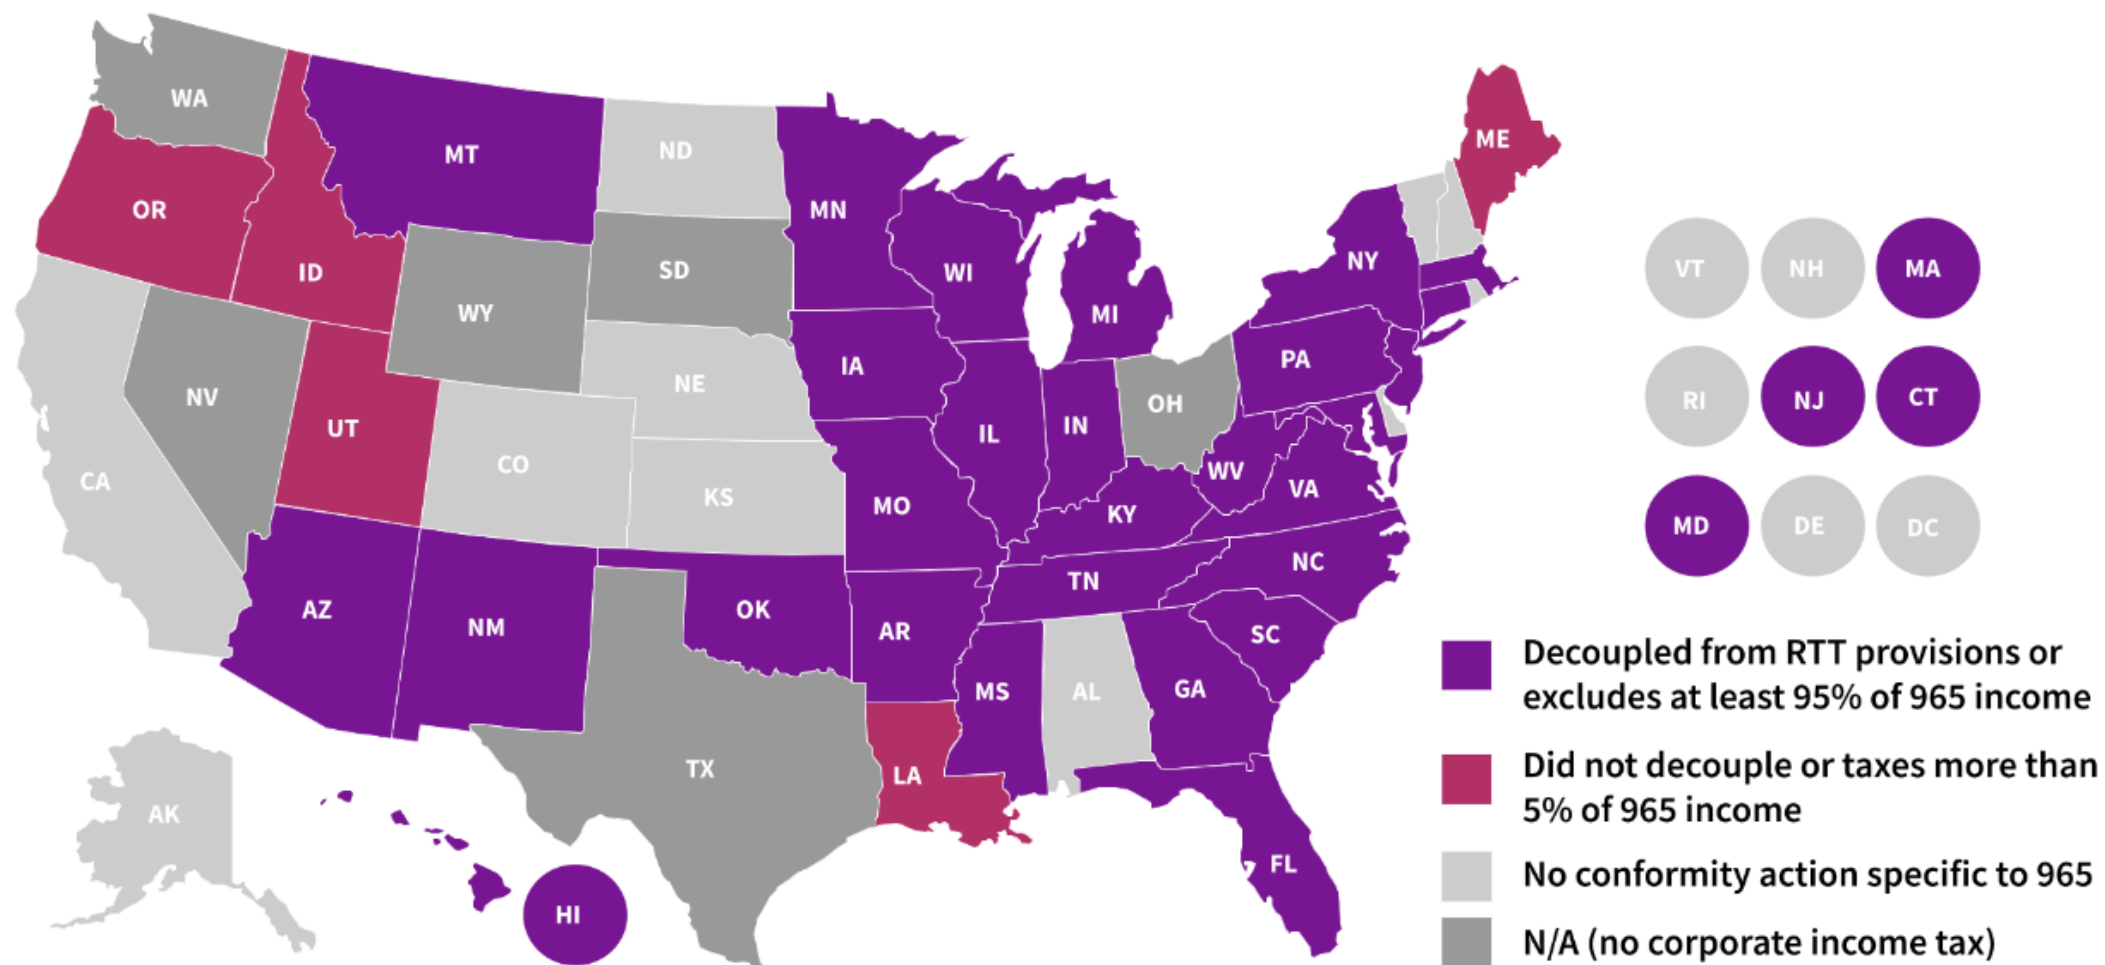 WA
ME
MT
ND
OR
MN
NY
WI
ID
SD
VT
NH
MA
WY
MI
PA
IA
NE
NV
OH
RI
NJ
CT
UT
IN
IL
CO
WV
CA
VA
KS
MO
KY
MD
DE
DC
NC
TN
AZ
OK
NM
AR
SC
Decoupled from RTT provisions or
excludes at least 95% of 965 income
MS
AL
GA
TX
LA
Did not decouple or taxes more than
5% of 965 income
AK
FL
No conformity action specific to 965
HI
N/A (no corporate income tax)